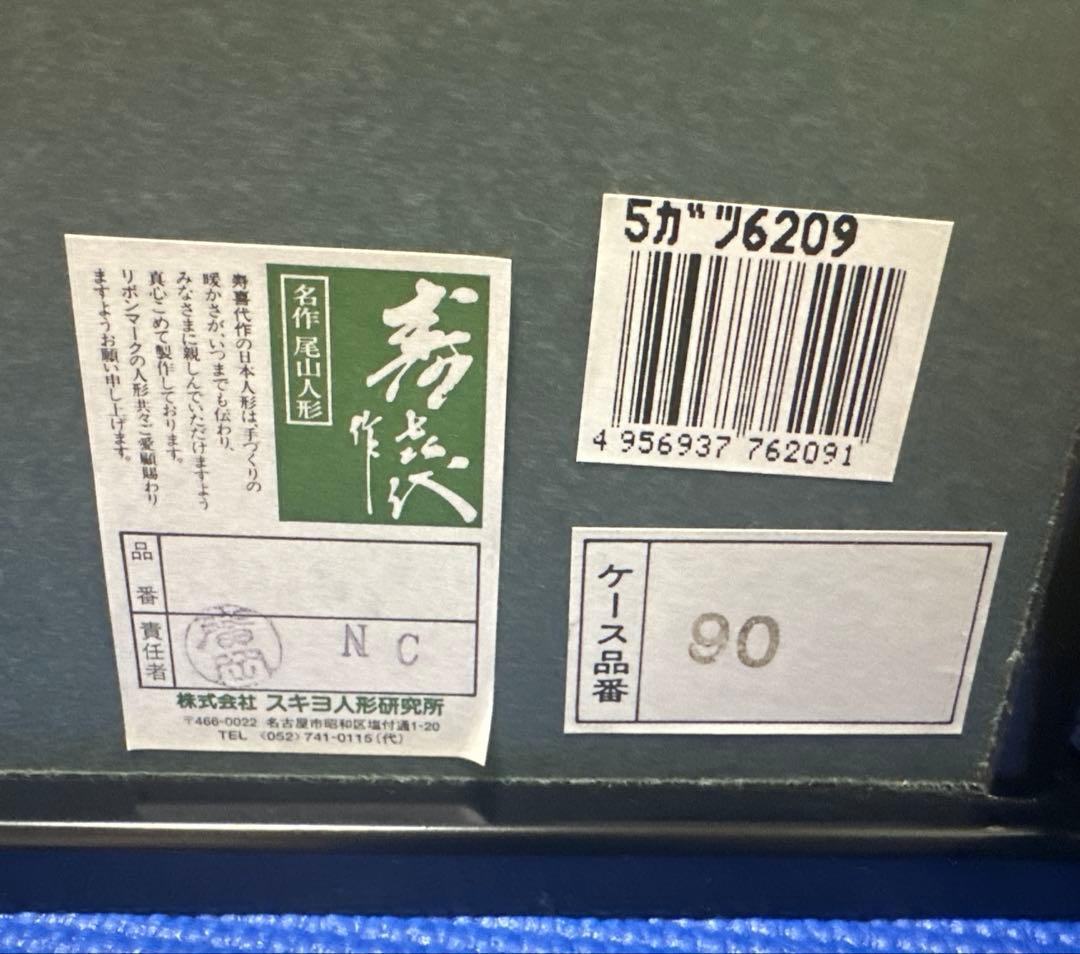 寿喜代作
名作 尾山人形
寿喜代作の日本人形は、手づくりの
暖かさが、いつまでも伝わり、
みなさまに親しんでいただけますよう
真心こめて製作しております。
リボンマークの人形共々ご愛顧賜わり
ますようお願い申し上げます。
品番
責任者
N C
株式会社 スキヨ人形研究所
〒466-0022 名古屋市昭和区塩付通1-20
TEL 〈052〉741-0115(代)
5ガツ6209
4 956937 762091
ケース品番
90